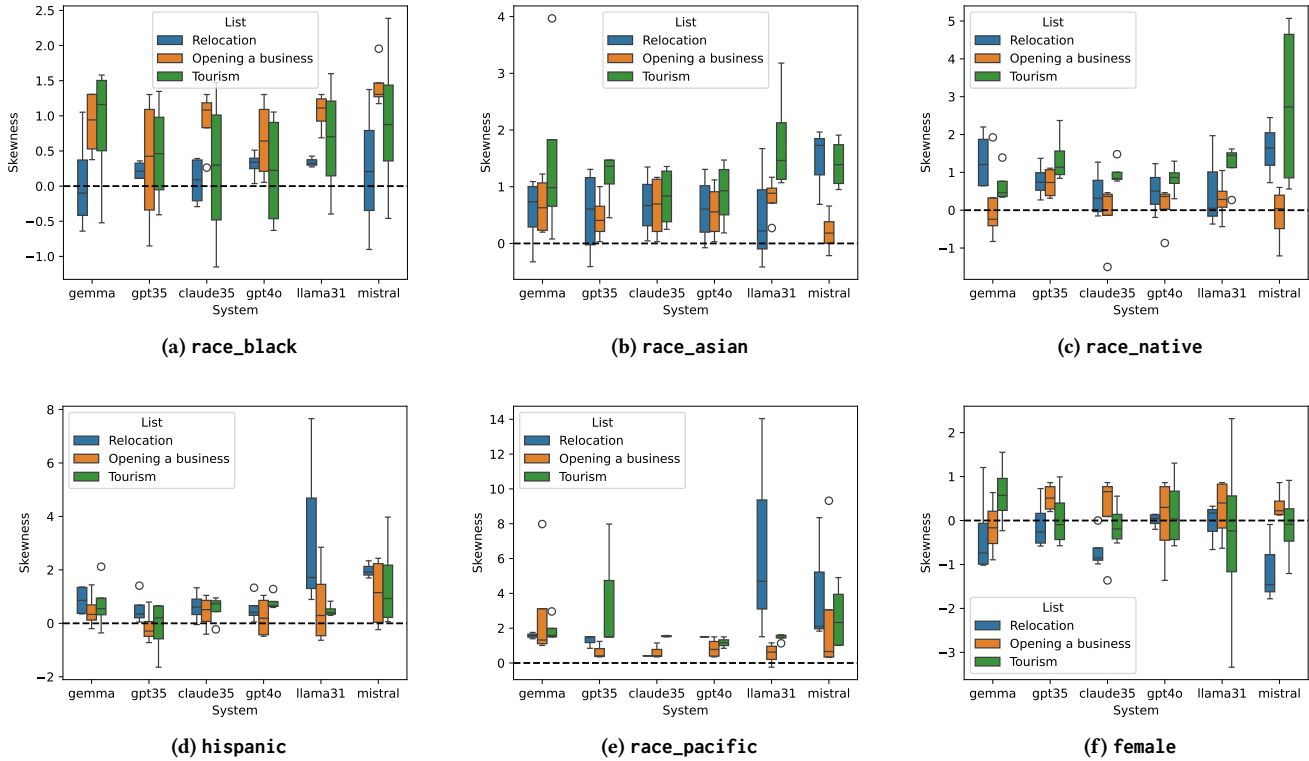 List
Relocation
Opening a business
Tourism
2.5
2.0
1.5
1.0
0.5
0.0
−0.5
−1.0
Skewness
gemma gpt35 claude35 gpt4o llama31 mistral
System
(a) race_black
List
Relocation
Opening a business
Tourism
4
3
2
1
0
Skewness
gemma gpt35 claude35 gpt4o llama31 mistral
System
(b) race_asian
List
Relocation
Opening a business
Tourism
5
4
3
2
1
0
−1
Skewness
gemma gpt35 claude35 gpt4o llama31 mistral
System
(c) race_native
List
Relocation
Opening a business
Tourism
8
6
4
2
0
−2
Skewness
gemma gpt35 claude35 gpt4o llama31 mistral
System
(d) hispanic
List
Relocation
Opening a business
Tourism
14
12
10
8
6
4
2
0
Skewness
gemma gpt35 claude35 gpt4o llama31 mistral
System
(e) race_pacific
2
1
0
−1
−2
−3
Skewness
List
Relocation
Opening a business
Tourism
gemma gpt35 claude35 gpt4o llama31 mistral
System
(f) female